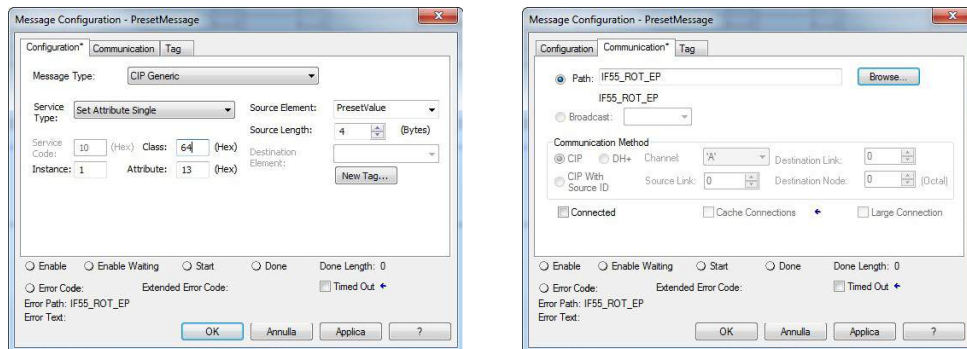 Message Configuration - PresetMessage
Configuration* Communication Tag
Message Type: CIP Generic
Service Type: Set Attribute Single Source Element: PresetValue
Source Length: 4 (Bytes)
Service Code: 10 (Hex) Class: 64 (Hex) Destination Element:
Instance: 1 Attribute: 13 (Hex) New Tag...
Enable Enable Waiting Start Done Done Length: 0
Error Code: Extended Error Code: Timed Out
Error Path: IF55_ROT_EP
Error Text:
OK Annulla Applica ?
Message Configuration - PresetMessage
Configuration Communication* Tag
Path: IF55_ROT_EP Browse...
IF55_ROT_EP
Broadcast:
Communication Method
CIP DH+ Channel: 'A' Destination Link: 0
CIP With Source ID Source Link: 0 Destination Node: 0 (Octal)
Connected Cache Connections Large Connection
Enable Enable Waiting Start Done Done Length: 0
Error Code: Extended Error Code: Timed Out
Error Path: IF55_ROT_EP
Error Text:
OK Annulla Applica ?